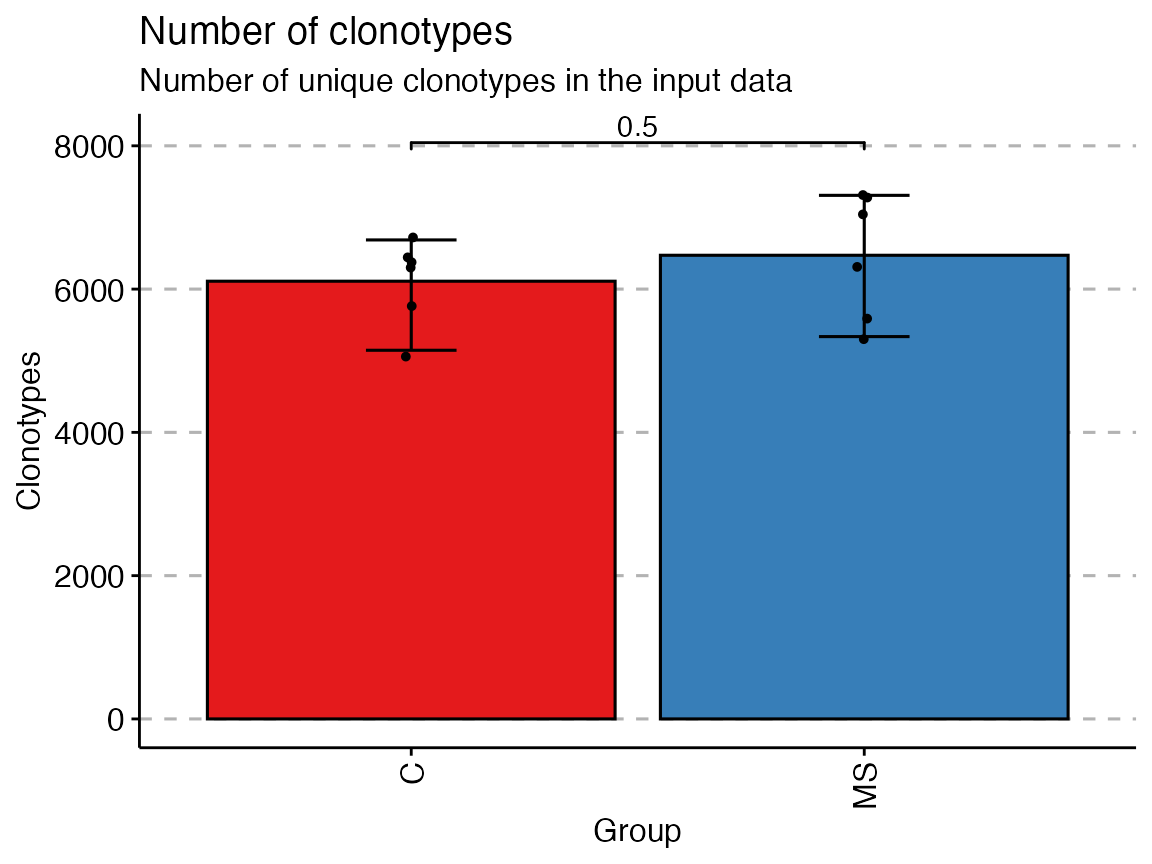 Number of clonotypes
Number of unique clonotypes in the input data
0.5
8000
6000
4000
2000
0
Clonotypes
C
MS
Group